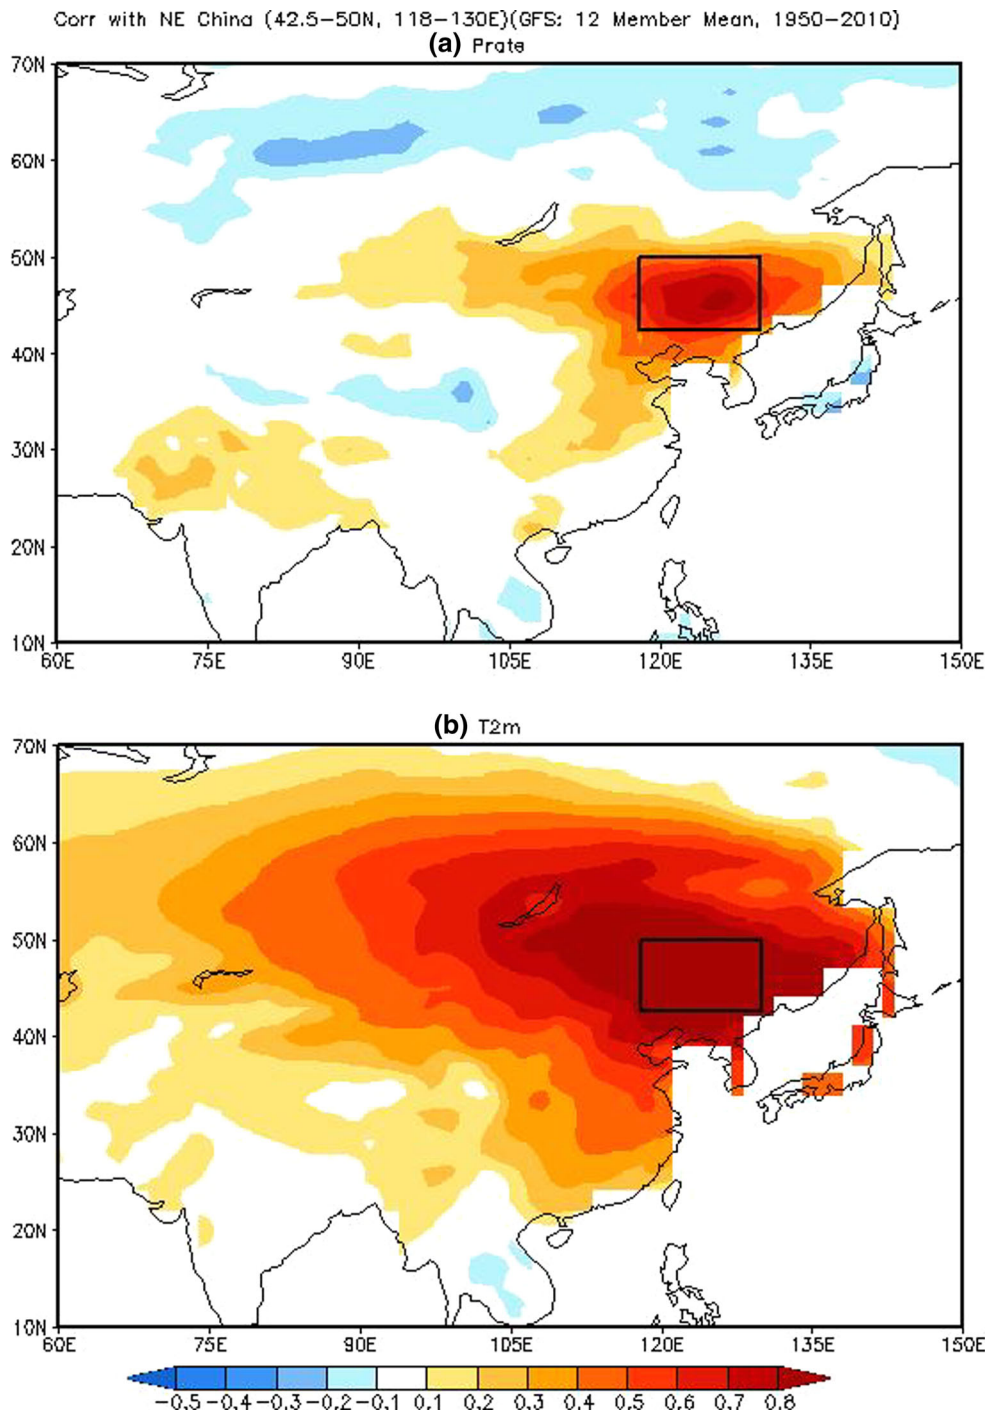 Corr with NE China (42.5-50N, 118-130E)(GFS: 12 Member Mean, 1950-2010)
(a) Prate
70N
60N
50N
40N
30N
20N
10N
60E 75E 90E 105E 120E 135E 150E
(b) T2m
70N
60N
50N
40N
30N
20N
10N
60E 75E 90E 105E 120E 135E 150E
-0.5 -0.4 -0.3 -0.2 -0.1 0.1 0.2 0.3 0.4 0.5 0.6 0.7 0.8